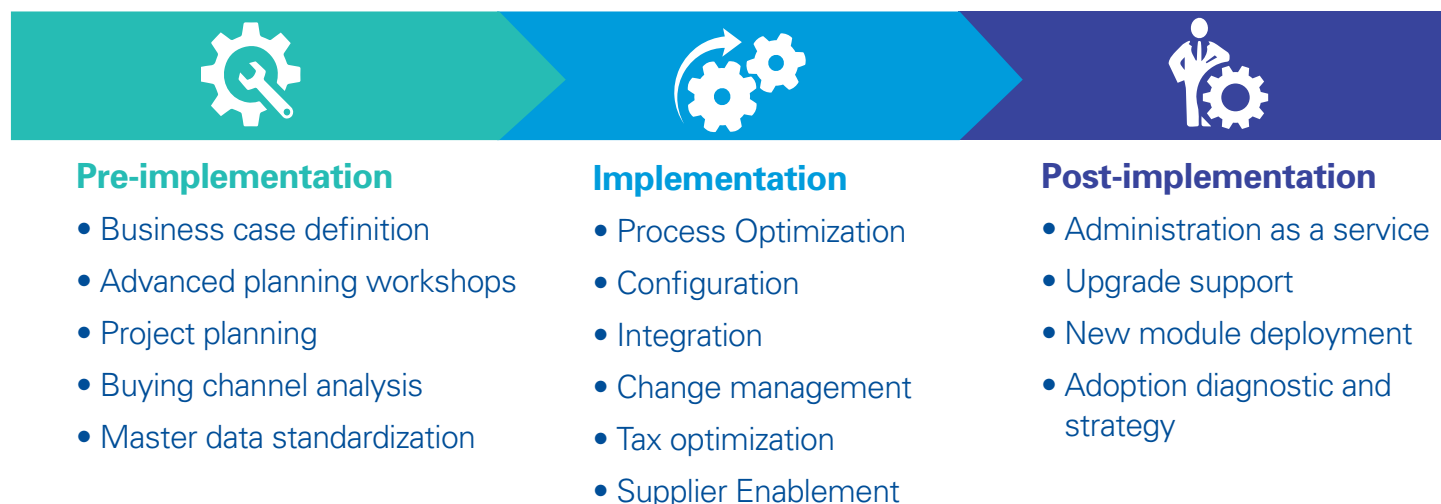 Pre-implementation
• Business case definition
• Advanced planning workshops
• Project planning
• Buying channel analysis
• Master data standardization
Implementation
• Process Optimization
• Configuration
• Integration
• Change management
• Tax optimization
• Supplier Enablement
Post-implementation
• Administration as a service
• Upgrade support
• New module deployment
• Adoption diagnostic and
strategy